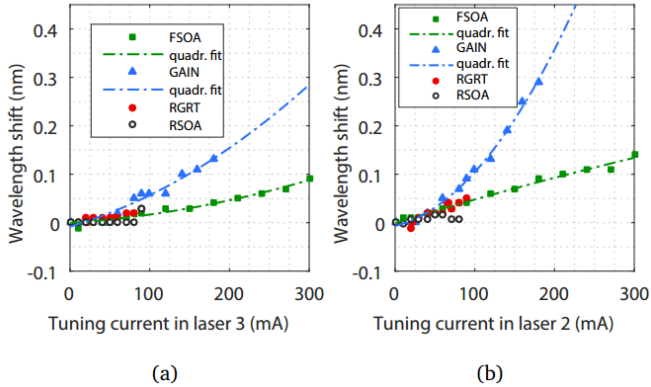 0.4
0.3
0.2
0.1
0
-0.1
Wavelength shift (nm)
FSOA
quadr. fit
GAIN
quadr. fit
RGRT
RSOA
0 100 200 300
Tuning current in laser 3 (mA)
(a)
0.4
0.3
0.2
0.1
0
-0.1
Wavelength shift (nm)
FSOA
quadr. fit
GAIN
quadr. fit
RGRT
RSOA
0 100 200 300
Tuning current in laser 2 (mA)
(b)